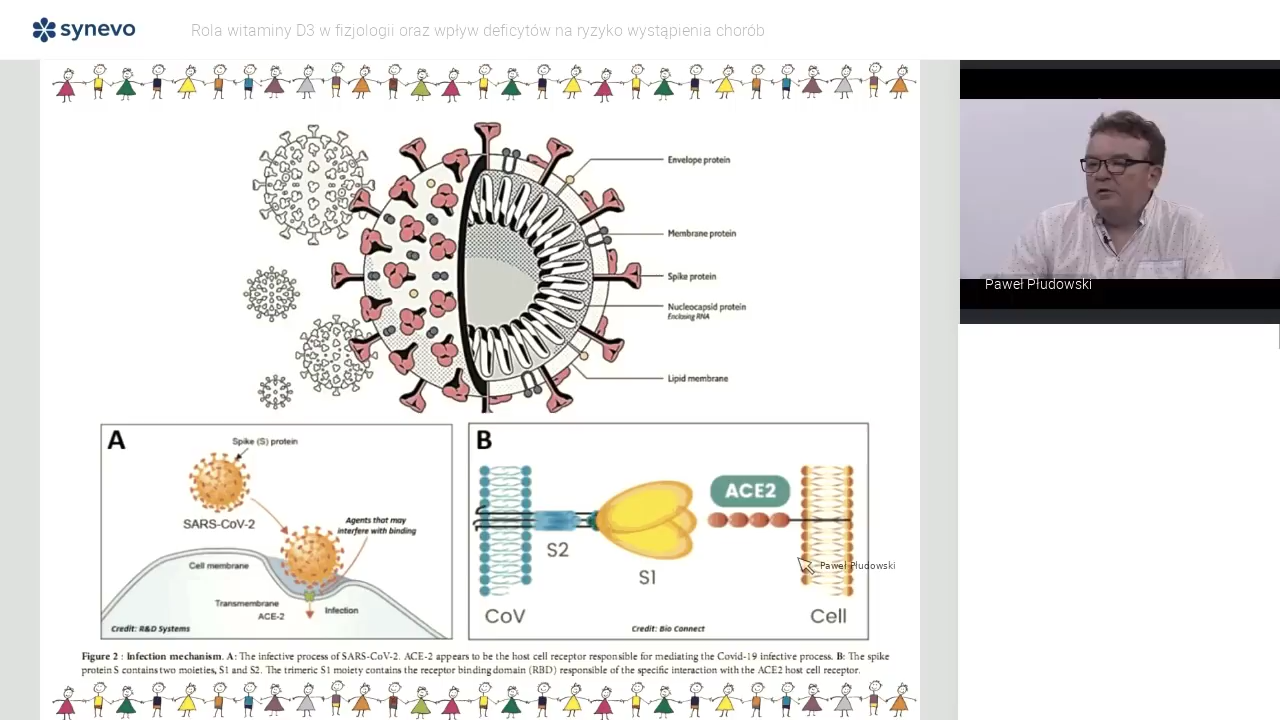 synevo
Rola witaminy D3 w fizjologii oraz wpływ deficytów na ryzyko wystąpienia chorób
Envelope protein
Membrane protein
Spike protein
Nucleocapsid protein
Enclosing RNA
Lipid membrane
Paweł Płudowski
A
Spike (S) protein
SARS-CoV-2
Agents that may
interfere with binding
Cell membrane
Transmembrane
ACE-2
Infection
Credit: R&D Systems
B
ACE2
S2
S1
Paweł Płudowski
CoV
Cell
Credit: Bio Connect
Figure 2 : Infection mechanism. A: The infective process of SARS-CoV-2. ACE-2 appears to be the host cell receptor responsible for mediating the Covid-19 infective process. B: The spike
protein S contains two moieties, S1 and S2. The trimeric S1 moiety contains the receptor binding domain (RBD) responsible of the specific interaction with the ACE2 host cell receptor.